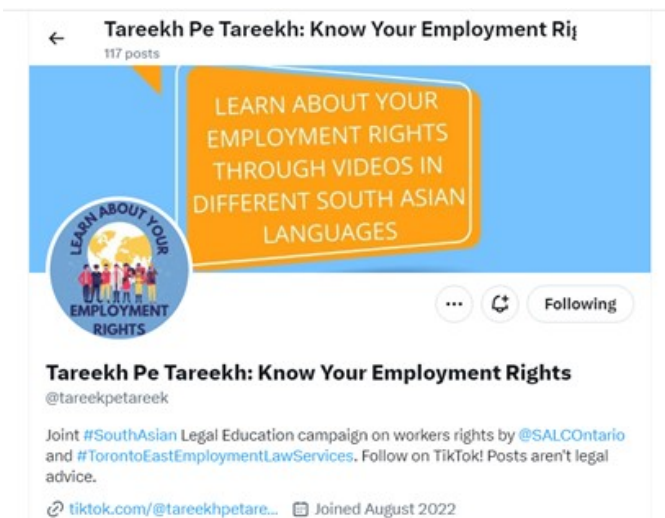 Tareekh Pe Tareekh: Know Your Employment Rig
117 posts
LEARN ABOUT YOUR
EMPLOYMENT RIGHTS
THROUGH VIDEOS IN
DIFFERENT SOUTH ASIAN
LANGUAGES
LEARN ABOUT YOUR
EMPLOYMENT
RIGHTS
Following
Tareekh Pe Tareekh: Know Your Employment Rights
@tareekpetareek
Joint #SouthAsian Legal Education campaign on workers rights by @SALCOntario
and #TorontoEastEmploymentLawServices. Follow on TikTok! Posts aren't legal
advice.
tiktok.com/@tareekhpetare... Joined August 2022